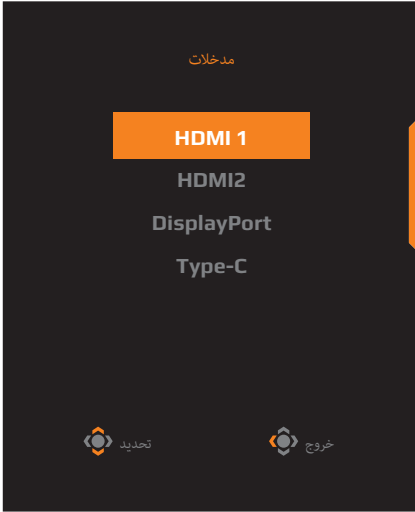 مدخلات
HDMI 1
HDMI2
DisplayPort
Type-C
خروج
تحديد